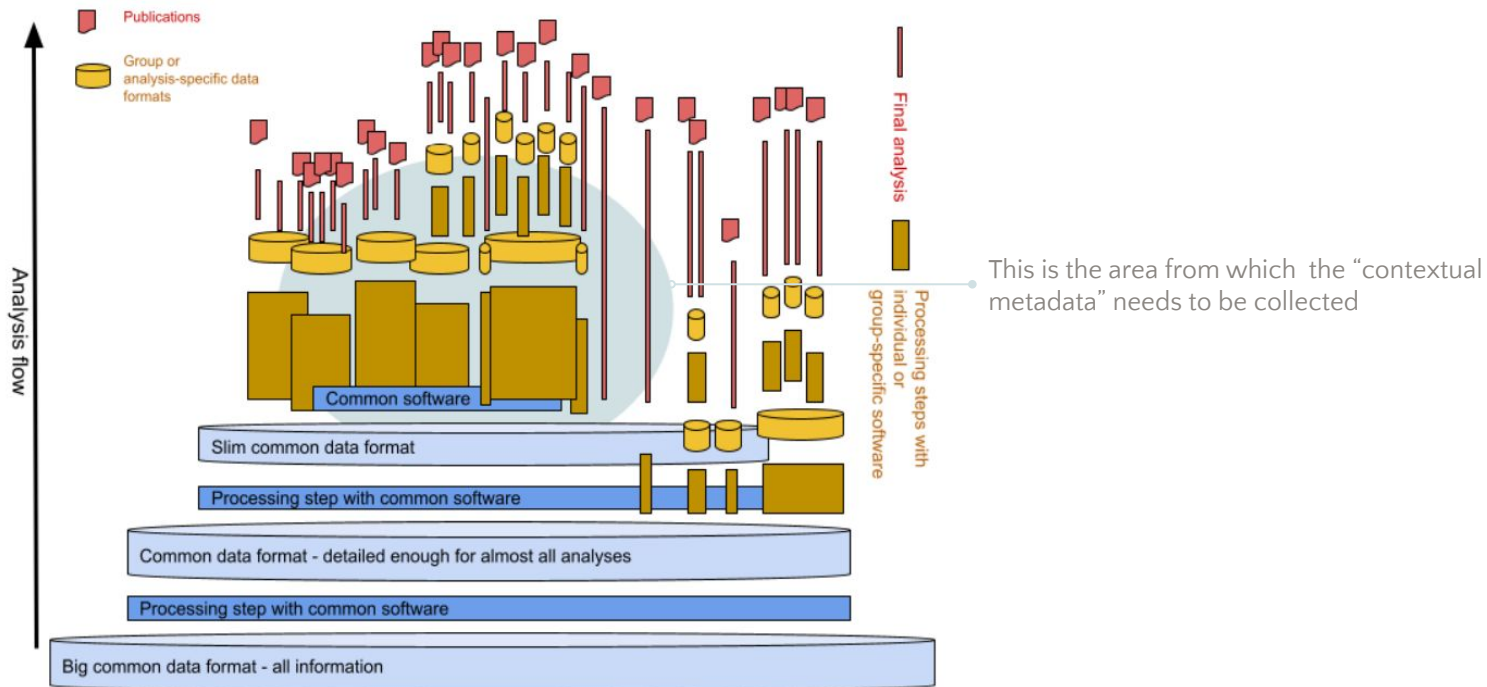 Publications
Group or
analysis-specific data
formats
Analysis flow
Final analysis
Processing steps with
individual or
group-specific software
This is the area from which the “contextual
metadata” needs to be collected
Common software
Slim common data format
Processing step with common software
Common data format - detailed enough for almost all analyses
Processing step with common software
Big common data format - all information